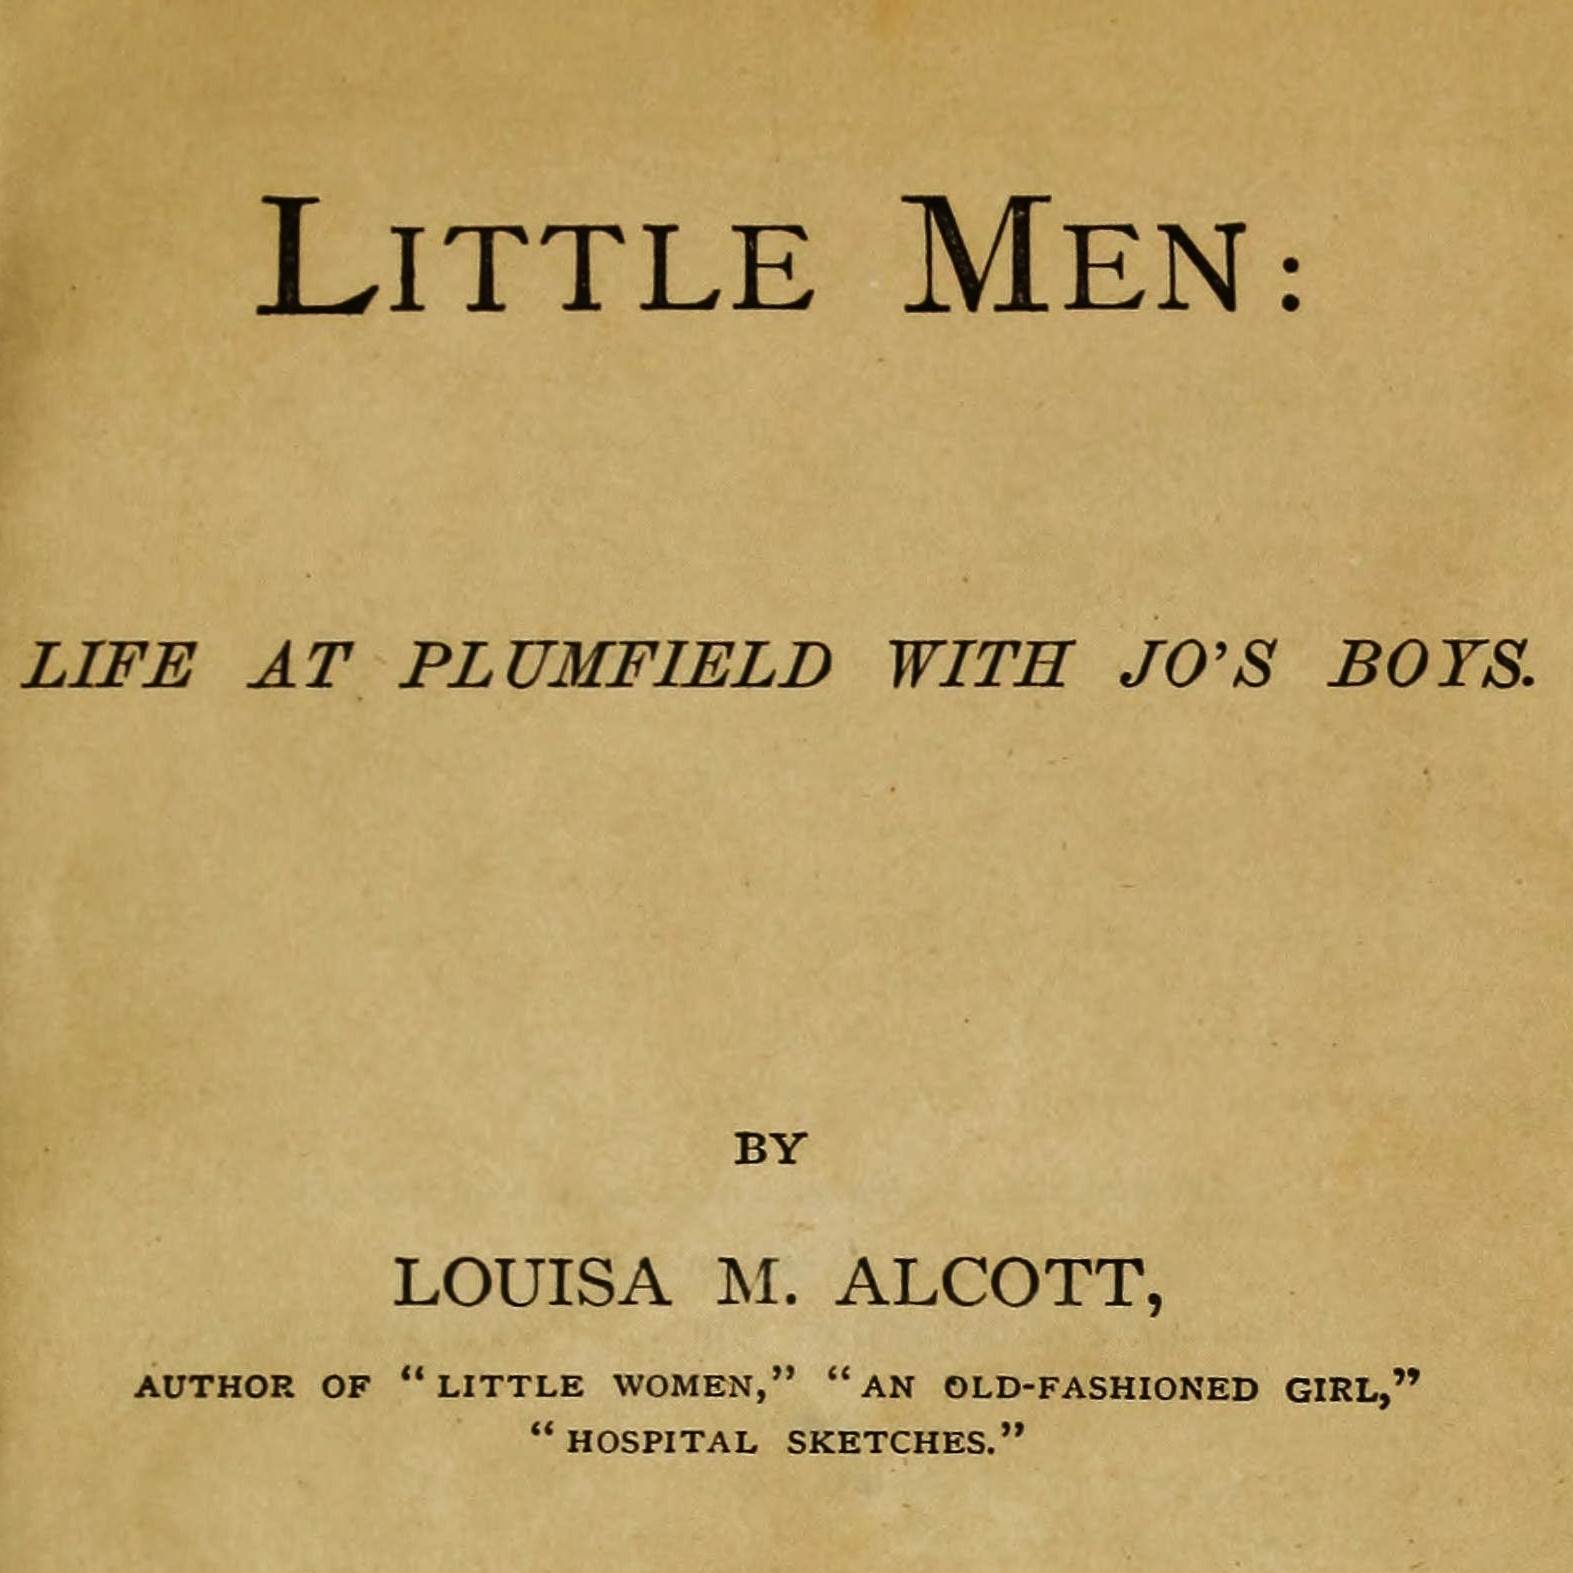 LITTLE MEN:
LIFE AT PLUMFIELD WITH JO'S BOYS.
BY
LOUISA M. ALCOTT,
AUTHOR OF “LITTLE WOMEN,” “AN OLD-FASHIONED GIRL,”
“HOSPITAL SKETCHES.”